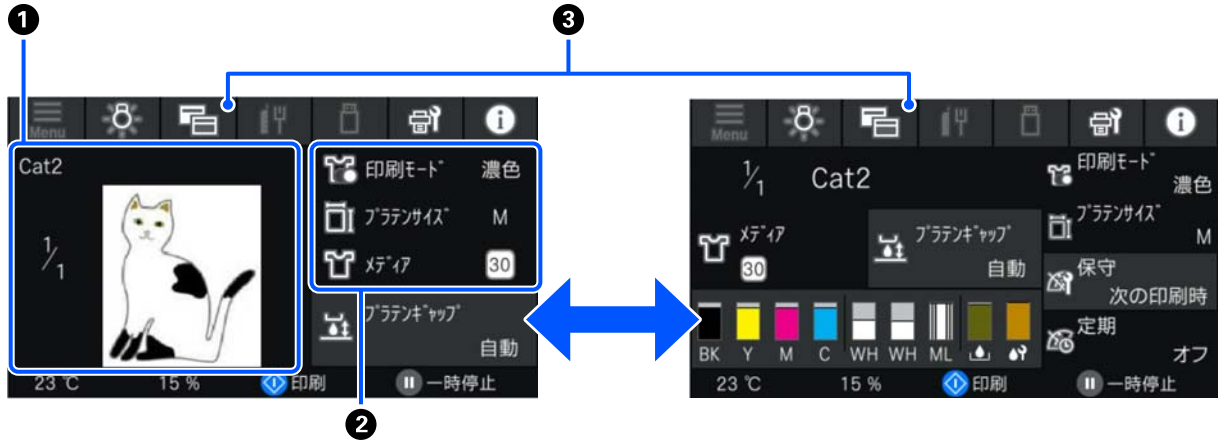 1
3
Menu
Cat2
1/1
印刷モード 濃色
プラテンサイズ M
メディア 30
プラテンギャップ
自動
23 ℃ 15 % 印刷 一時停止
2
Menu
1/1 Cat2
印刷モード
濃色
プラテンサイズ
M
メディア
30
プラテンギャップ
自動
保守
次の印刷時
定期
オフ
BK Y M C WH WH ML
23 ℃ 15 % 印刷 一時停止